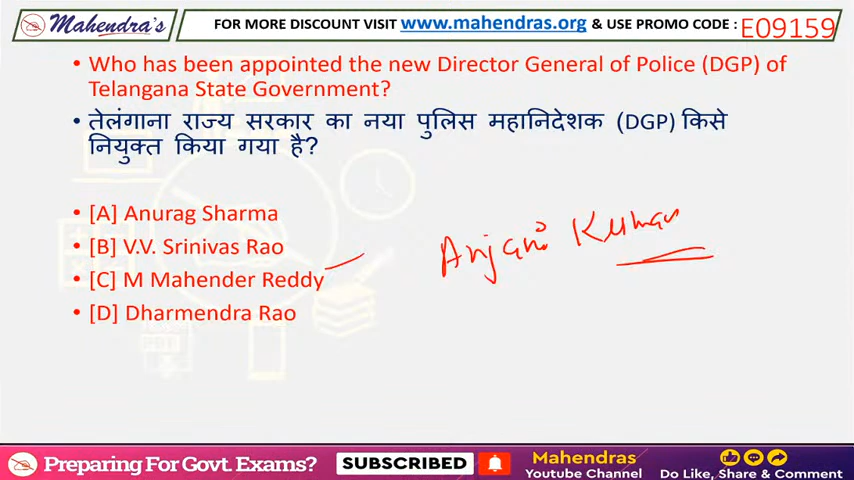 Mahendra's
FOR MORE DISCOUNT VISIT www.mahendras.org & USE PROMO CODE : E09159
• Who has been appointed the new Director General of Police (DGP) of
Telangana State Government?
• तेलंगाना राज्य सरकार का नया पुलिस महानिदेशक (DGP) किसे
नियुक्त किया गया है?
• [A] Anurag Sharma
• [B] V.V. Srinivas Rao
• [C] M Mahender Reddy
• [D] Dharmendra Rao
Anjani Kumar
Preparing For Govt. Exams?
SUBSCRIBED
Mahendras
Youtube Channel
Do Like, Share & Comment